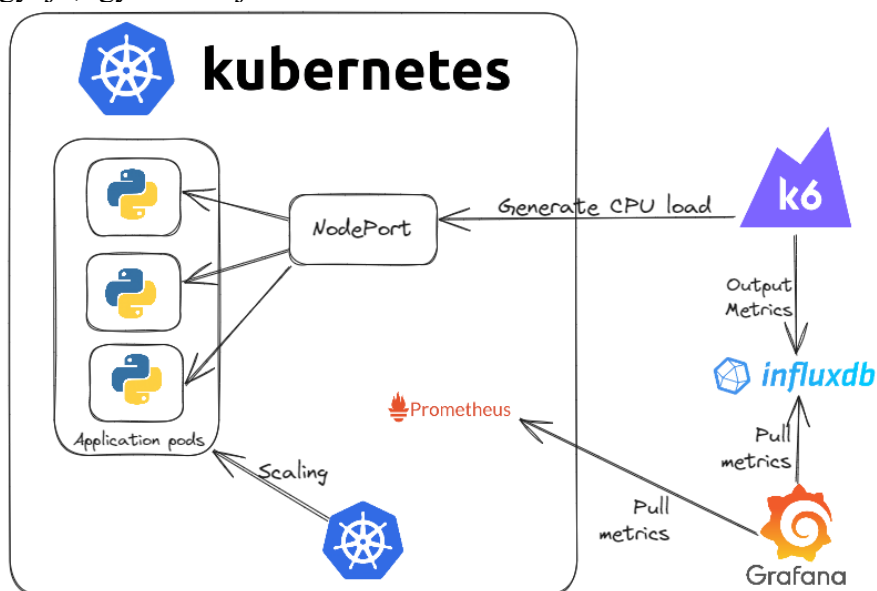 kubernetes
NodePort
Generate CPU load
k6
Output
Metrics
influxdb
Prometheus
Application pods
Scaling
Pull
metrics
Pull
metrics
Grafana